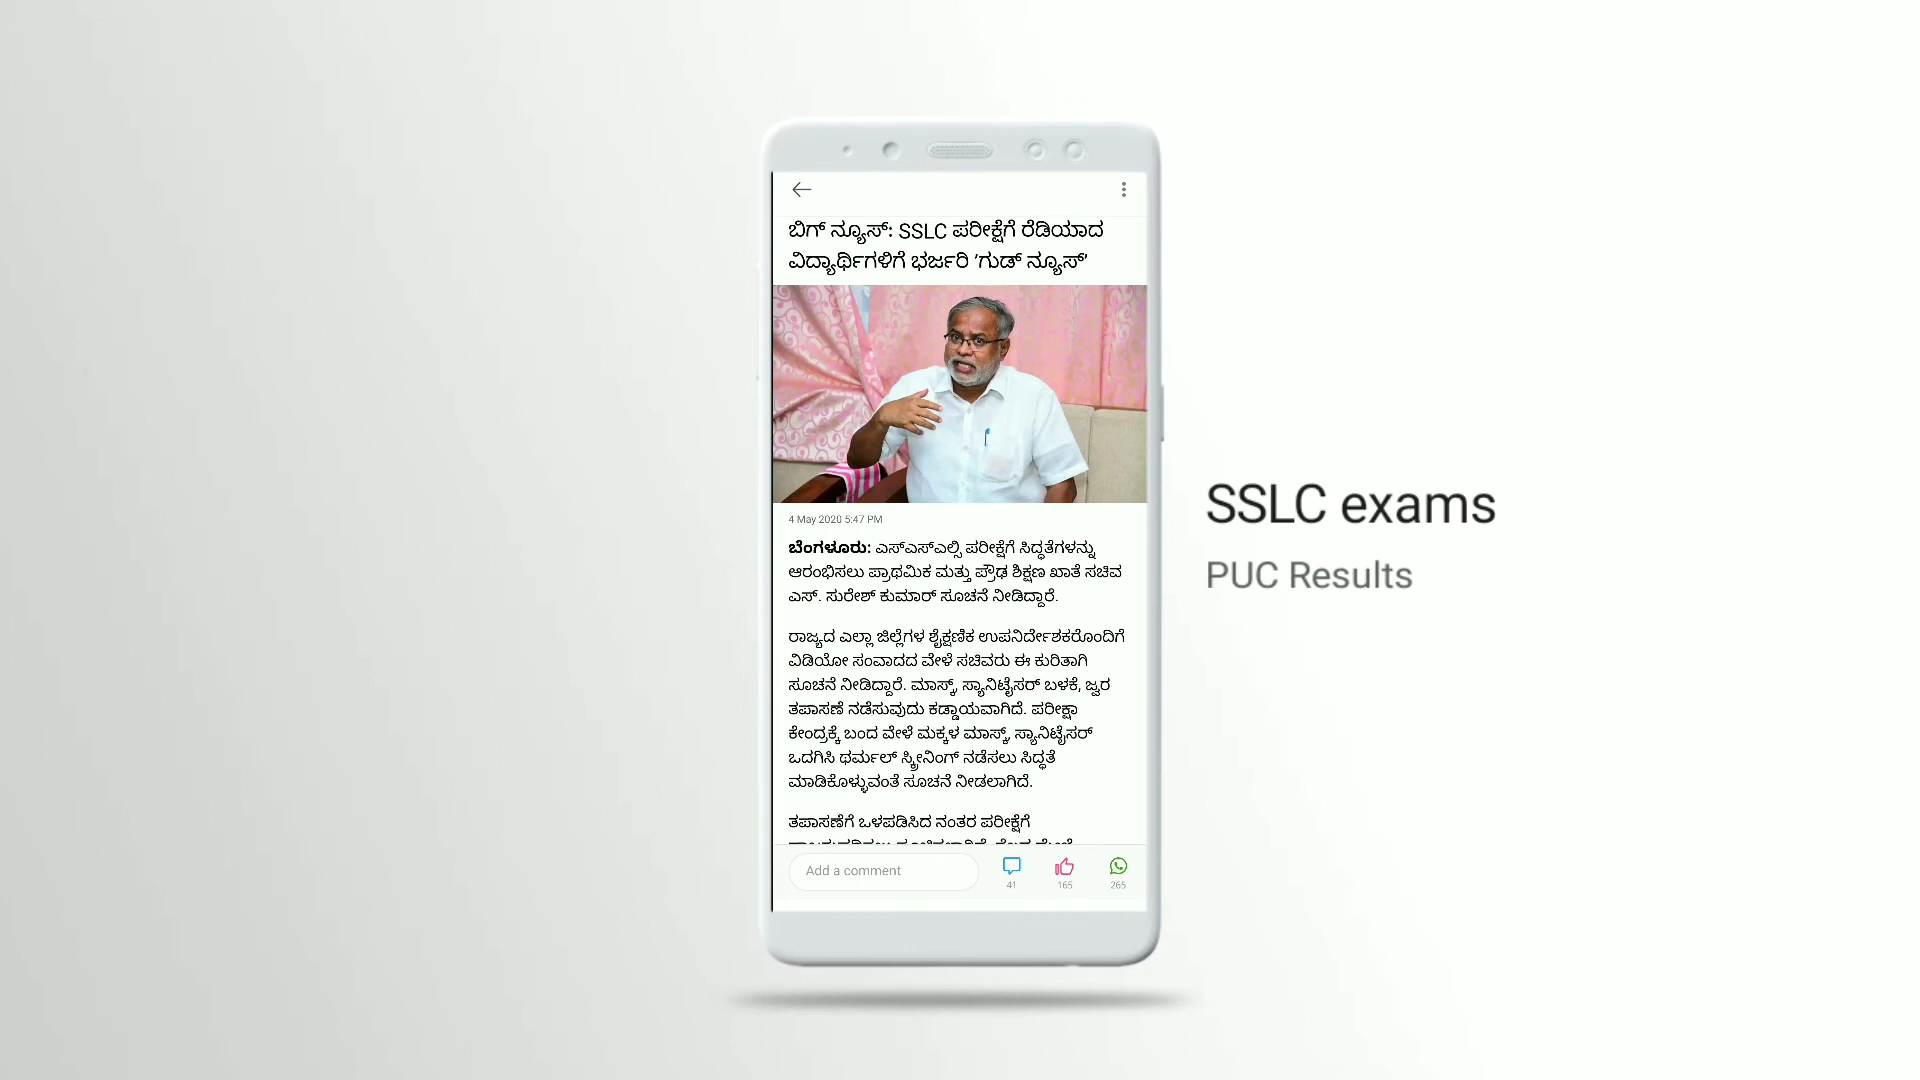 ಬಿಗ್ ನ್ಯೂಸ್: SSLC ಪರೀಕ್ಷೆಗೆ ರೆಡಿಯಾದ
ವಿದ್ಯಾರ್ಥಿಗಳಿಗೆ ಭರ್ಜರಿ 'ಗುಡ್ ನ್ಯೂಸ್'
4 May 2020 5:47 PM
ಬೆಂಗಳೂರು: ಎಸ್ಎಸ್ಎಲ್ಸಿ ಪರೀಕ್ಷೆಗೆ ಸಿದ್ಧತೆಗಳನ್ನು
ಆರಂಭಿಸಲು ಪ್ರಾಥಮಿಕ ಮತ್ತು ಪ್ರೌಢ ಶಿಕ್ಷಣ ಖಾತೆ ಸಚಿವ
ಎಸ್. ಸುರೇಶ್ ಕುಮಾರ್ ಸೂಚನೆ ನೀಡಿದ್ದಾರೆ.
ರಾಜ್ಯದ ಎಲ್ಲಾ ಜಿಲ್ಲೆಗಳ ಶೈಕ್ಷಣಿಕ ಉಪನಿರ್ದೇಶಕರೊಂದಿಗೆ
ವಿಡಿಯೋ ಸಂವಾದದ ವೇಳೆ ಸಚಿವರು ಈ ಕುರಿತಾಗಿ
ಸೂಚನೆ ನೀಡಿದ್ದಾರೆ. ಮಾಸ್ಕ್, ಸ್ಯಾನಿಟೈಸರ್ ಬಳಕೆ, ಜ್ವರ
ತಪಾಸಣೆ ನಡೆಸುವುದು ಕಡ್ಡಾಯವಾಗಿದೆ. ಪರೀಕ್ಷಾ
ಕೇಂದ್ರಕ್ಕೆ ಬಂದ ವೇಳೆ ಮಕ್ಕಳ ಮಾಸ್ಕ್, ಸ್ಯಾನಿಟೈಸರ್
ಒದಗಿಸಿ ಥರ್ಮಲ್ ಸ್ಕ್ರೀನಿಂಗ್ ನಡೆಸಲು ಸಿದ್ಧತೆ
ಮಾಡಿಕೊಳ್ಳುವಂತೆ ಸೂಚನೆ ನೀಡಲಾಗಿದೆ.
ತಪಾಸಣೆಗೆ ಒಳಪಡಿಸಿದ ನಂತರ ಪರೀಕ್ಷೆಗೆ
Add a comment
41 165 265
SSLC exams
PUC Results